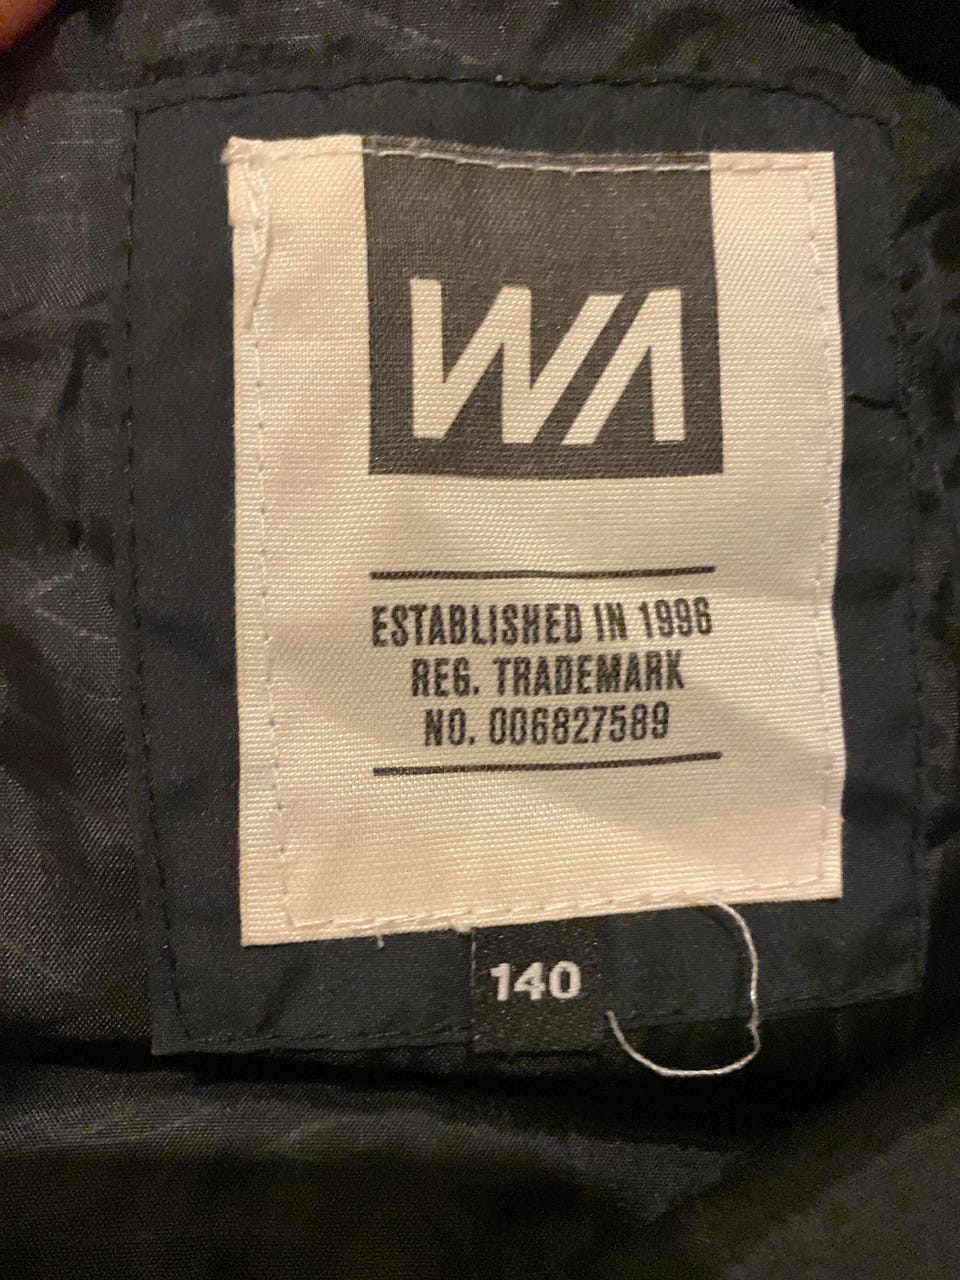 WA
ESTABLISHED IN 1996
REG. TRADEMARK
NO. 006827589
140